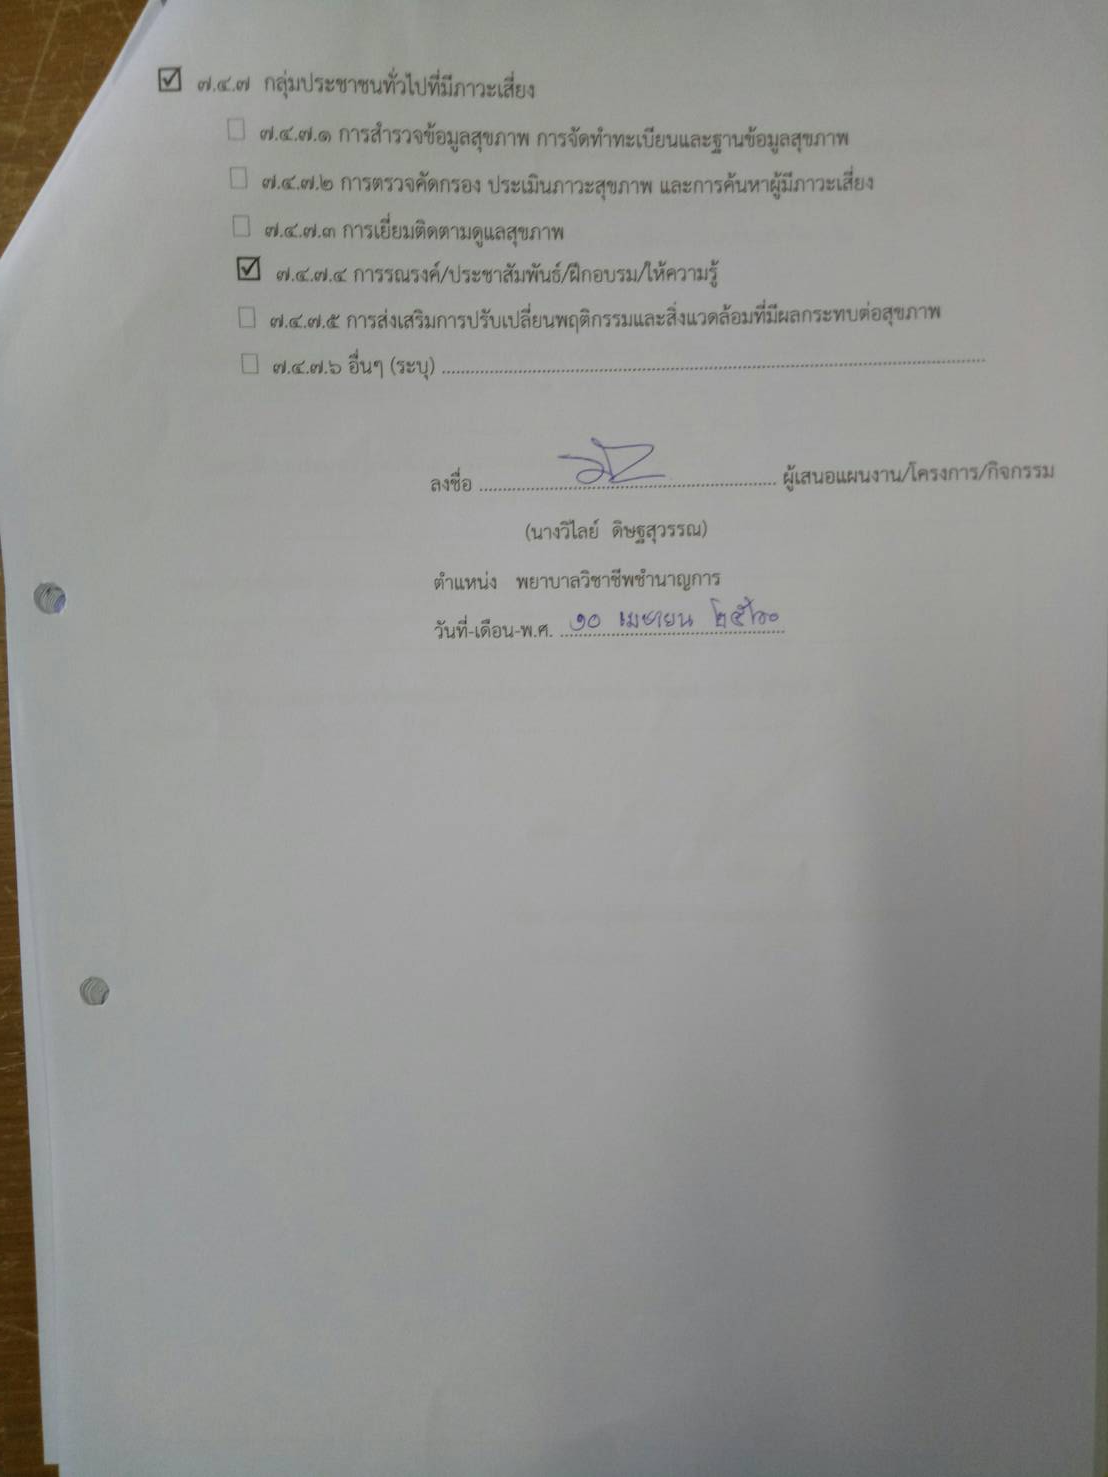 ☑ ๗.๔.๗ กลุ่มประชาชนทั่วไปที่มีภาวะเสี่ยง
☐ ๗.๔.๗.๑ การสำรวจข้อมูลสุขภาพ การจัดทำทะเบียนและฐานข้อมูลสุขภาพ
☐ ๗.๔.๗.๒ การตรวจคัดกรอง ประเมินภาวะสุขภาพ และการค้นหาผู้มีภาวะเสี่ยง
☐ ๗.๔.๗.๓ การเยี่ยมติดตามดูแลสุขภาพ
☑ ๗.๔.๗.๔ การรณรงค์/ประชาสัมพันธ์/ฝึกอบรม/ให้ความรู้
☐ ๗.๔.๗.๕ การส่งเสริมการปรับเปลี่ยนพฤติกรรมและสิ่งแวดล้อมที่มีผลกระทบต่อสุขภาพ
☐ ๗.๔.๗.๖ อื่นๆ (ระบุ) ....................
ลงชื่อ .................... ผู้เสนอแผนงาน/โครงการ/กิจกรรม
(นางวิไลย์ ดิษฐสุวรรณ)
ตำแหน่ง พยาบาลวิชาชีพชำนาญการ
วันที่-เดือน-พ.ศ. ๑๐ เมษายน ๒๕๖๐